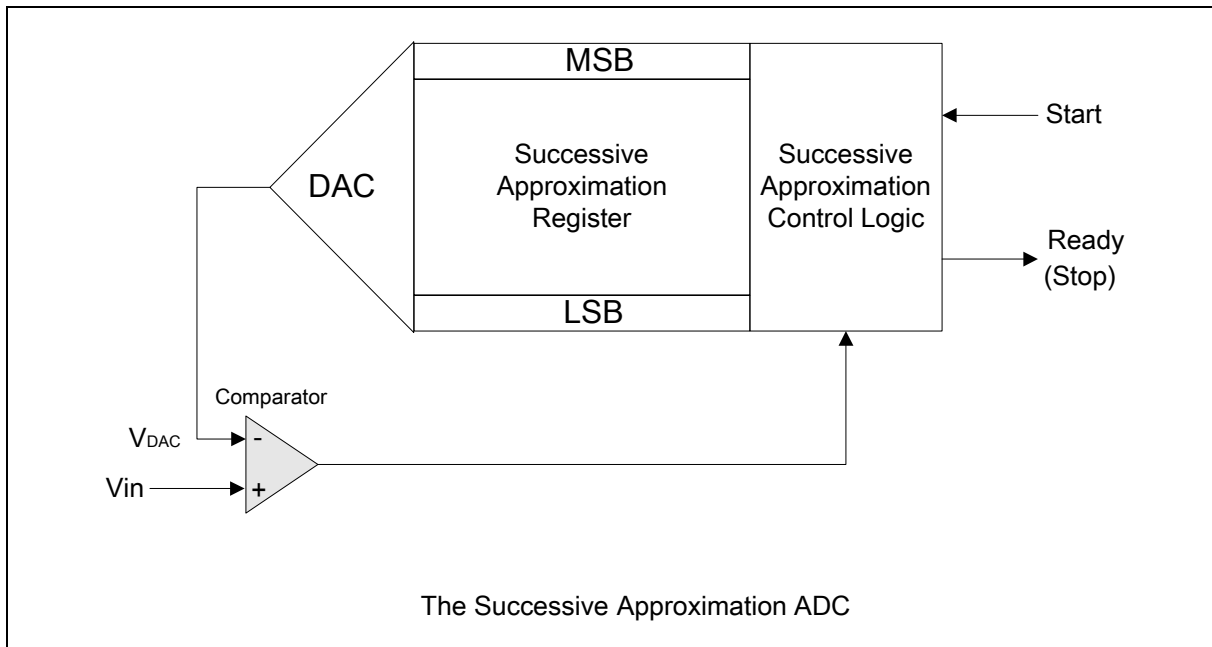 MSB
DAC
Successive
Approximation
Register
Successive
Approximation
Control Logic
Start
Ready
(Stop)
LSB
Comparator
VDAC
-
Vin
+
The Successive Approximation ADC